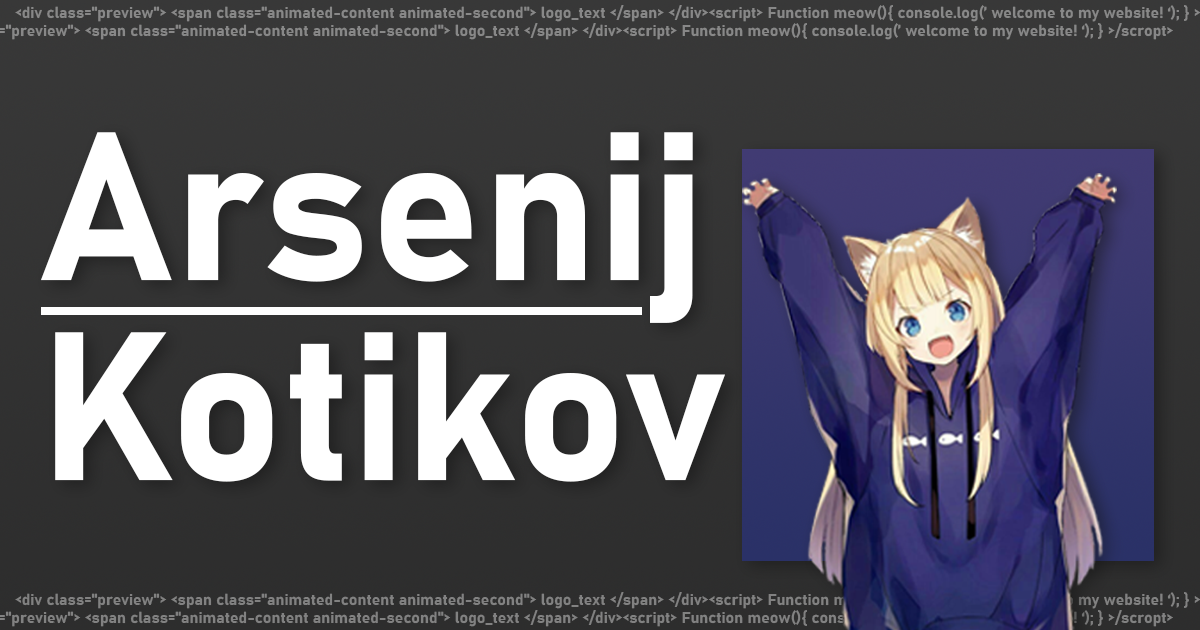 <div class="preview"> <span class="animated-content animated-second"> logo_text </span> </div><script> Function meow(){ console.log(' welcome to my website! '); } >
="preview"> <span class="animated-content animated-second"> logo_text </span> </div><script> Function meow(){ console.log(' welcome to my website! '); } >/scropt>
Arsenij
Kotikov
<div class="preview"> <span class="animated-content animated-second"> logo_text </span> </div><script> Function my website! '); } >
="preview"> <span class="animated-content animated-second"> logo_text </span> </div><script> Function meow(){ cons ! '); } >/scropt>